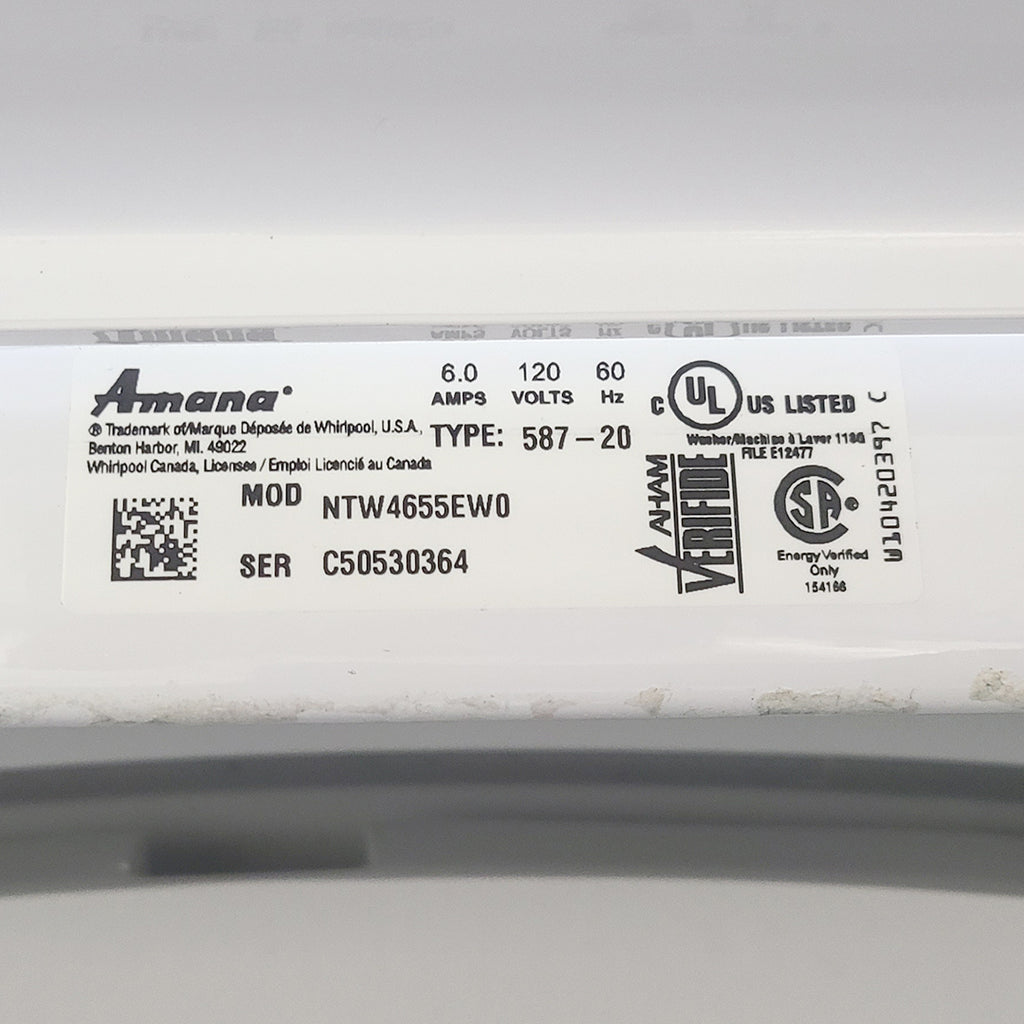 Amana
® Trademark of/Marque Déposée de Whirlpool, U.S.A.,
Benton Harbor, MI. 49022
Whirlpool Canada, Licensee / Emploi Licencié au Canada
6.0 120 60
AMPS VOLTS Hz
TYPE: 587-20
MOD NTW4655EW0
SER C50530364
C UL US LISTED
Washer/Machine à Laver 118G
FILE E12477
AHAM
VERIFIDE
SA
Energy Verified
Only
154166
W10420397 C